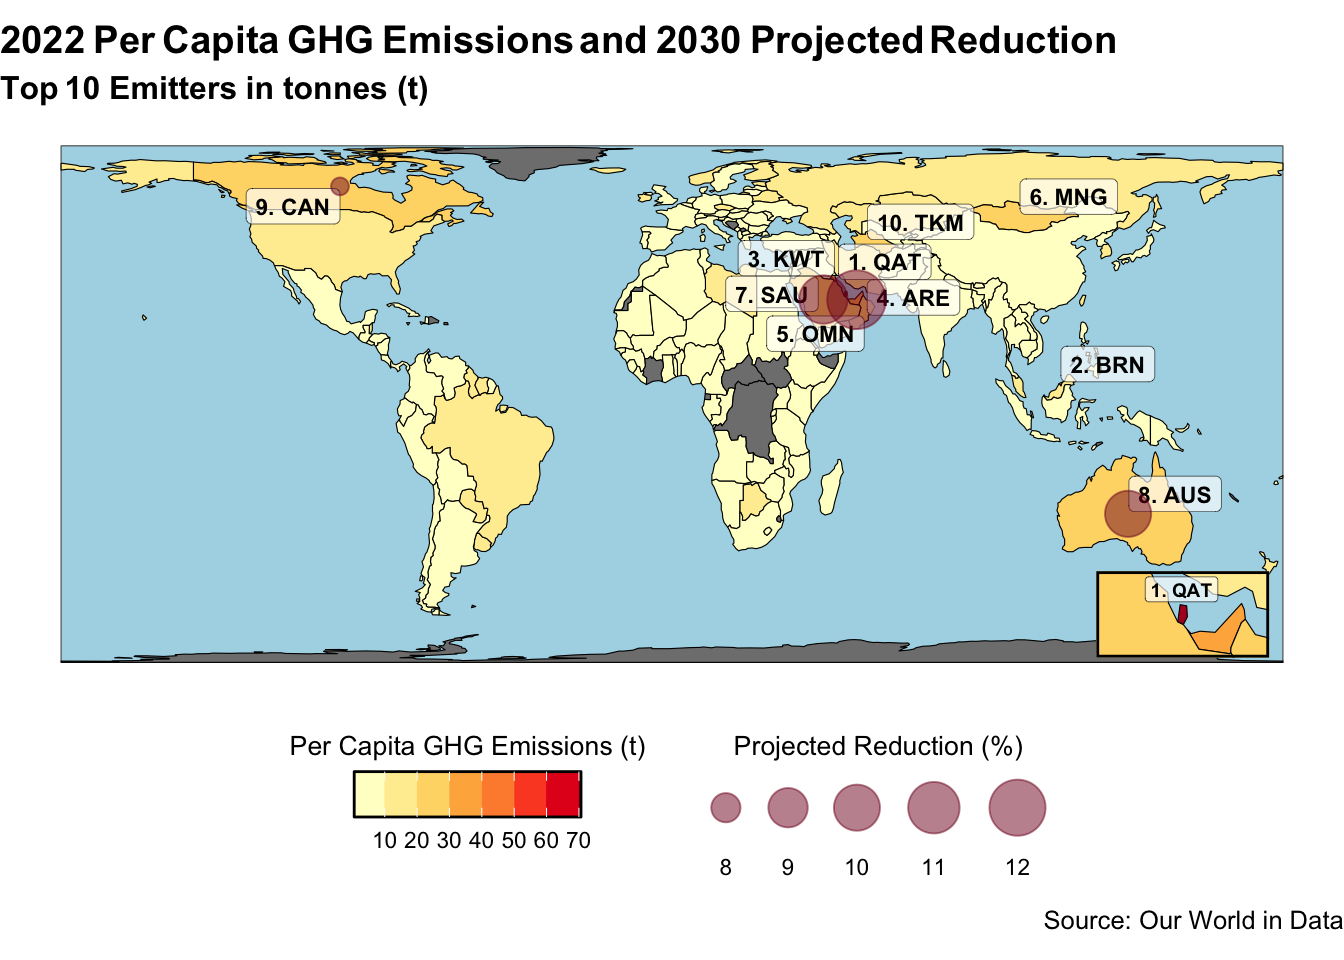 2022 Per Capita GHG Emissions and 2030 Projected Reduction
Top 10 Emitters in tonnes (t)
9. CAN
6. MNG
10. TKM
3. KWT
1. QAT
7. SAU
4. ARE
5. OMN
2. BRN
8. AUS
1. QAT
Per Capita GHG Emissions (t)
10 20 30 40 50 60 70
Projected Reduction (%)
8 9 10 11 12
Source: Our World in Data